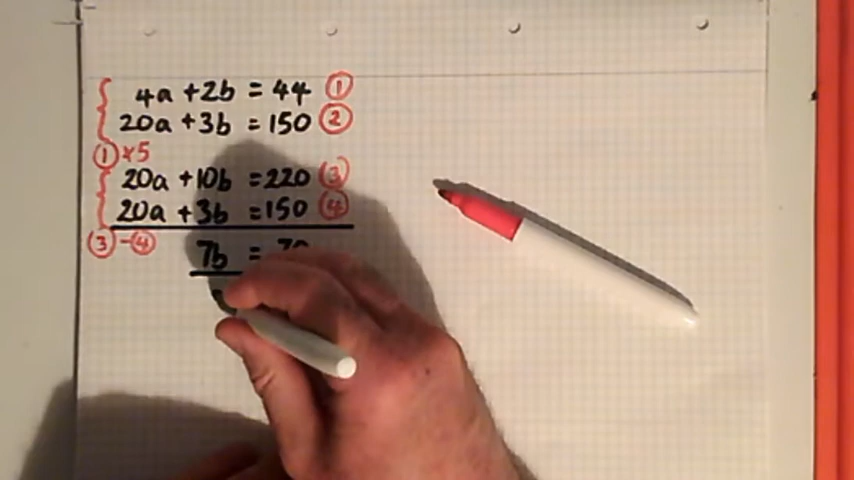 4a + 2b = 44 ①
20a + 3b = 150 ②
① × 5
20a + 10b = 220 ③
20a + 3b = 150 ④
③ - ④ 7b = 70